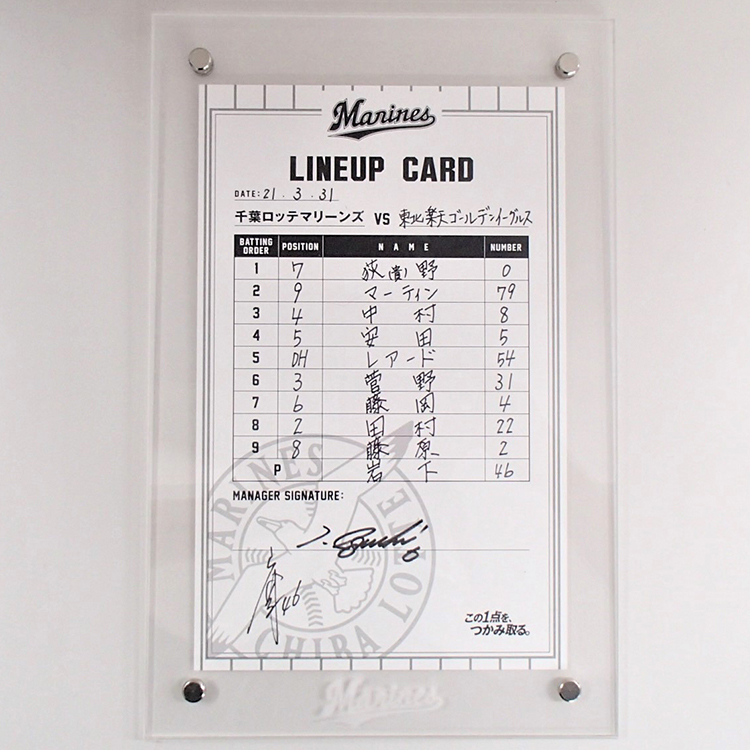 Marines
LINEUP CARD
DATE: 21.3.31
千葉ロッテマリーンズ VS 東北楽天ゴールデンイーグルス
BATTING ORDER POSITION NAME NUMBER
1 7 荻(貴)野 0
2 9 マーティン 79
3 4 中村 8
4 5 安田 5
5 DH レアード 54
6 3 菅野 31
7 6 藤岡 4
8 2 田村 22
9 8 藤原 2
P 岩下 46
MANAGER SIGNATURE:
46
MARINES
CHIBA LOTTE
この1点を、
つかみ取る。
Marines